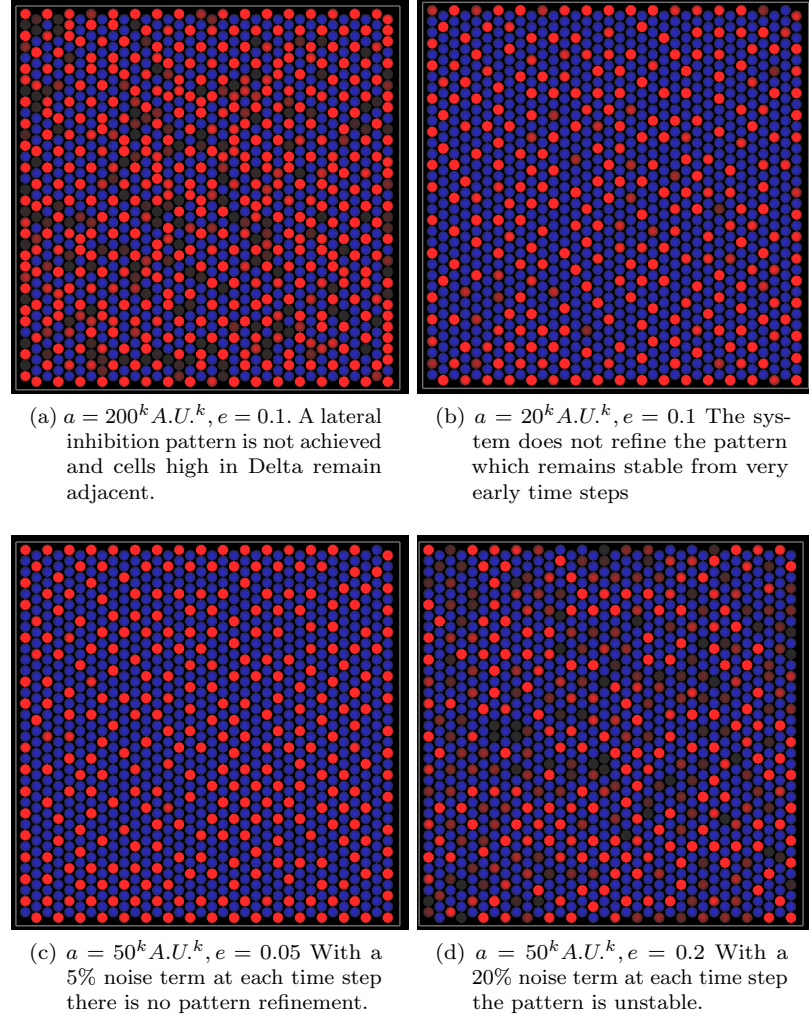 (a) a = 200^k A.U.^k, e = 0.1. A lateral
inhibition pattern is not achieved
and cells high in Delta remain
adjacent.
(b) a = 20^k A.U.^k, e = 0.1 The sys-
tem does not refine the pattern
which remains stable from very
early time steps
(c) a = 50^k A.U.^k, e = 0.05 With a
5% noise term at each time step
there is no pattern refinement.
(d) a = 50^k A.U.^k, e = 0.2 With a
20% noise term at each time step
the pattern is unstable.